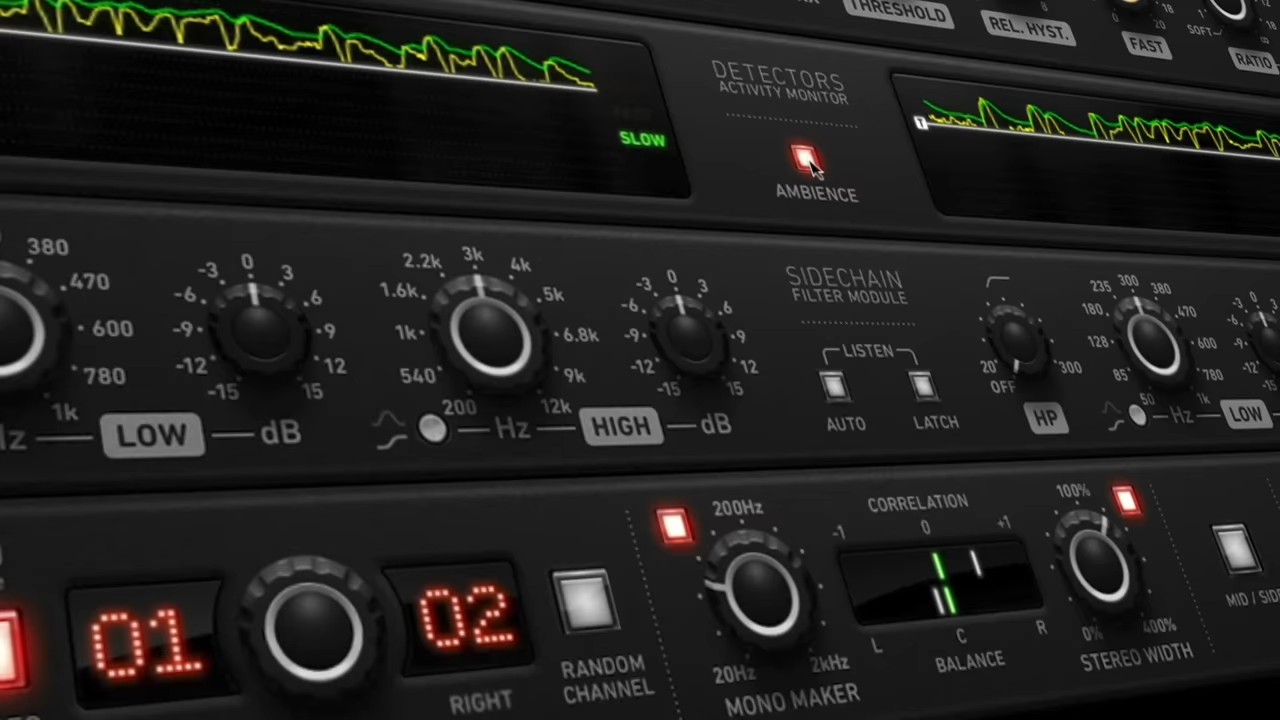 THRESHOLD
REL. HYST.
FAST
SOFT
RATIO
DETECTORS
ACTIVITY MONITOR
AMBIENCE
SLOW
T
380
470
600
780
1k
-15 -12 -9 -6 -3 0 3 6 9 12 15
LOW
dB
200 540 1k 1.6k 2.2k 3k 4k 5k 6.8k 9k 12k
Hz
HIGH
-15 -12 -9 -6 -3 0 3 6 9 12 15
dB
SIDECHAIN
FILTER MODULE
LISTEN
AUTO
LATCH
20
OFF
300
HP
50 85 128 180 235 300 380 470 600 780 1k
Hz
LOW
01
02
RIGHT
RANDOM
CHANNEL
200Hz
20Hz
2kHz
MONO MAKER
CORRELATION
-1 0 +1
L C R
BALANCE
100%
0%
400%
STEREO WIDTH
MID / SIDE